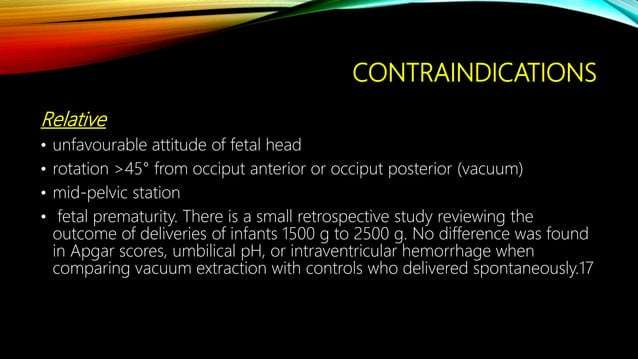 CONTRAINDICATIONS
Relative
• unfavourable attitude of fetal head
• rotation >45° from occiput anterior or occiput posterior (vacuum)
• mid-pelvic station
• fetal prematurity. There is a small retrospective study reviewing the
outcome of deliveries of infants 1500 g to 2500 g. No difference was found
in Apgar scores, umbilical pH, or intraventricular hemorrhage when
comparing vacuum extraction with controls who delivered spontaneously.17